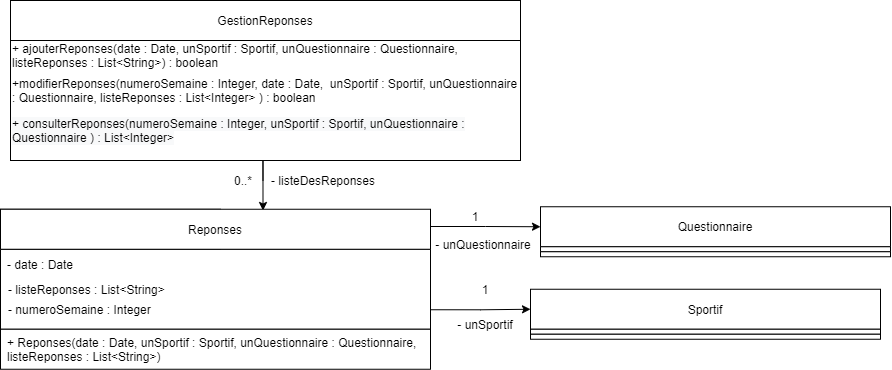 GestionReponses
+ ajouterReponses(date : Date, unSportif : Sportif, unQuestionnaire : Questionnaire,
listeReponses : List<String>) : boolean
+modifierReponses(numeroSemaine : Integer, date : Date,  unSportif : Sportif, unQuestionnaire
: Questionnaire, listeReponses : List<Integer> ) : boolean
+ consulterReponses(numeroSemaine : Integer, unSportif : Sportif, unQuestionnaire :
Questionnaire ) : List<Integer>
0..*
- listeDesReponses
Reponses
- date : Date
- listeReponses : List<String>
- numeroSemaine : Integer
+ Reponses(date : Date, unSportif : Sportif, unQuestionnaire : Questionnaire,
listeReponses : List<String>)
1
- unQuestionnaire
Questionnaire
1
- unSportif
Sportif